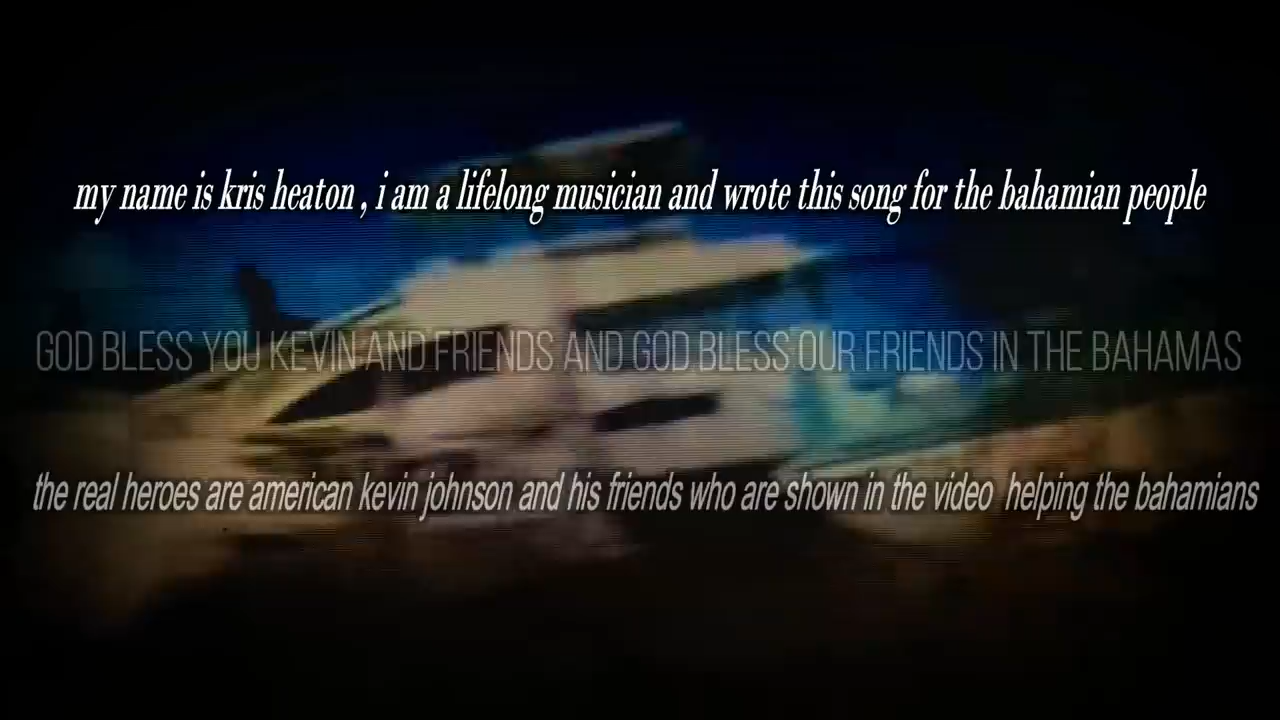 my name is kris heaton , i am a lifelong musician and wrote this song for the bahamian people
GOD BLESS YOU KEVIN AND FRIENDS AND GOD BLESS OUR FRIENDS IN THE BAHAMAS
the real heroes are american kevin johnson and his friends who are shown in the video helping the bahamians